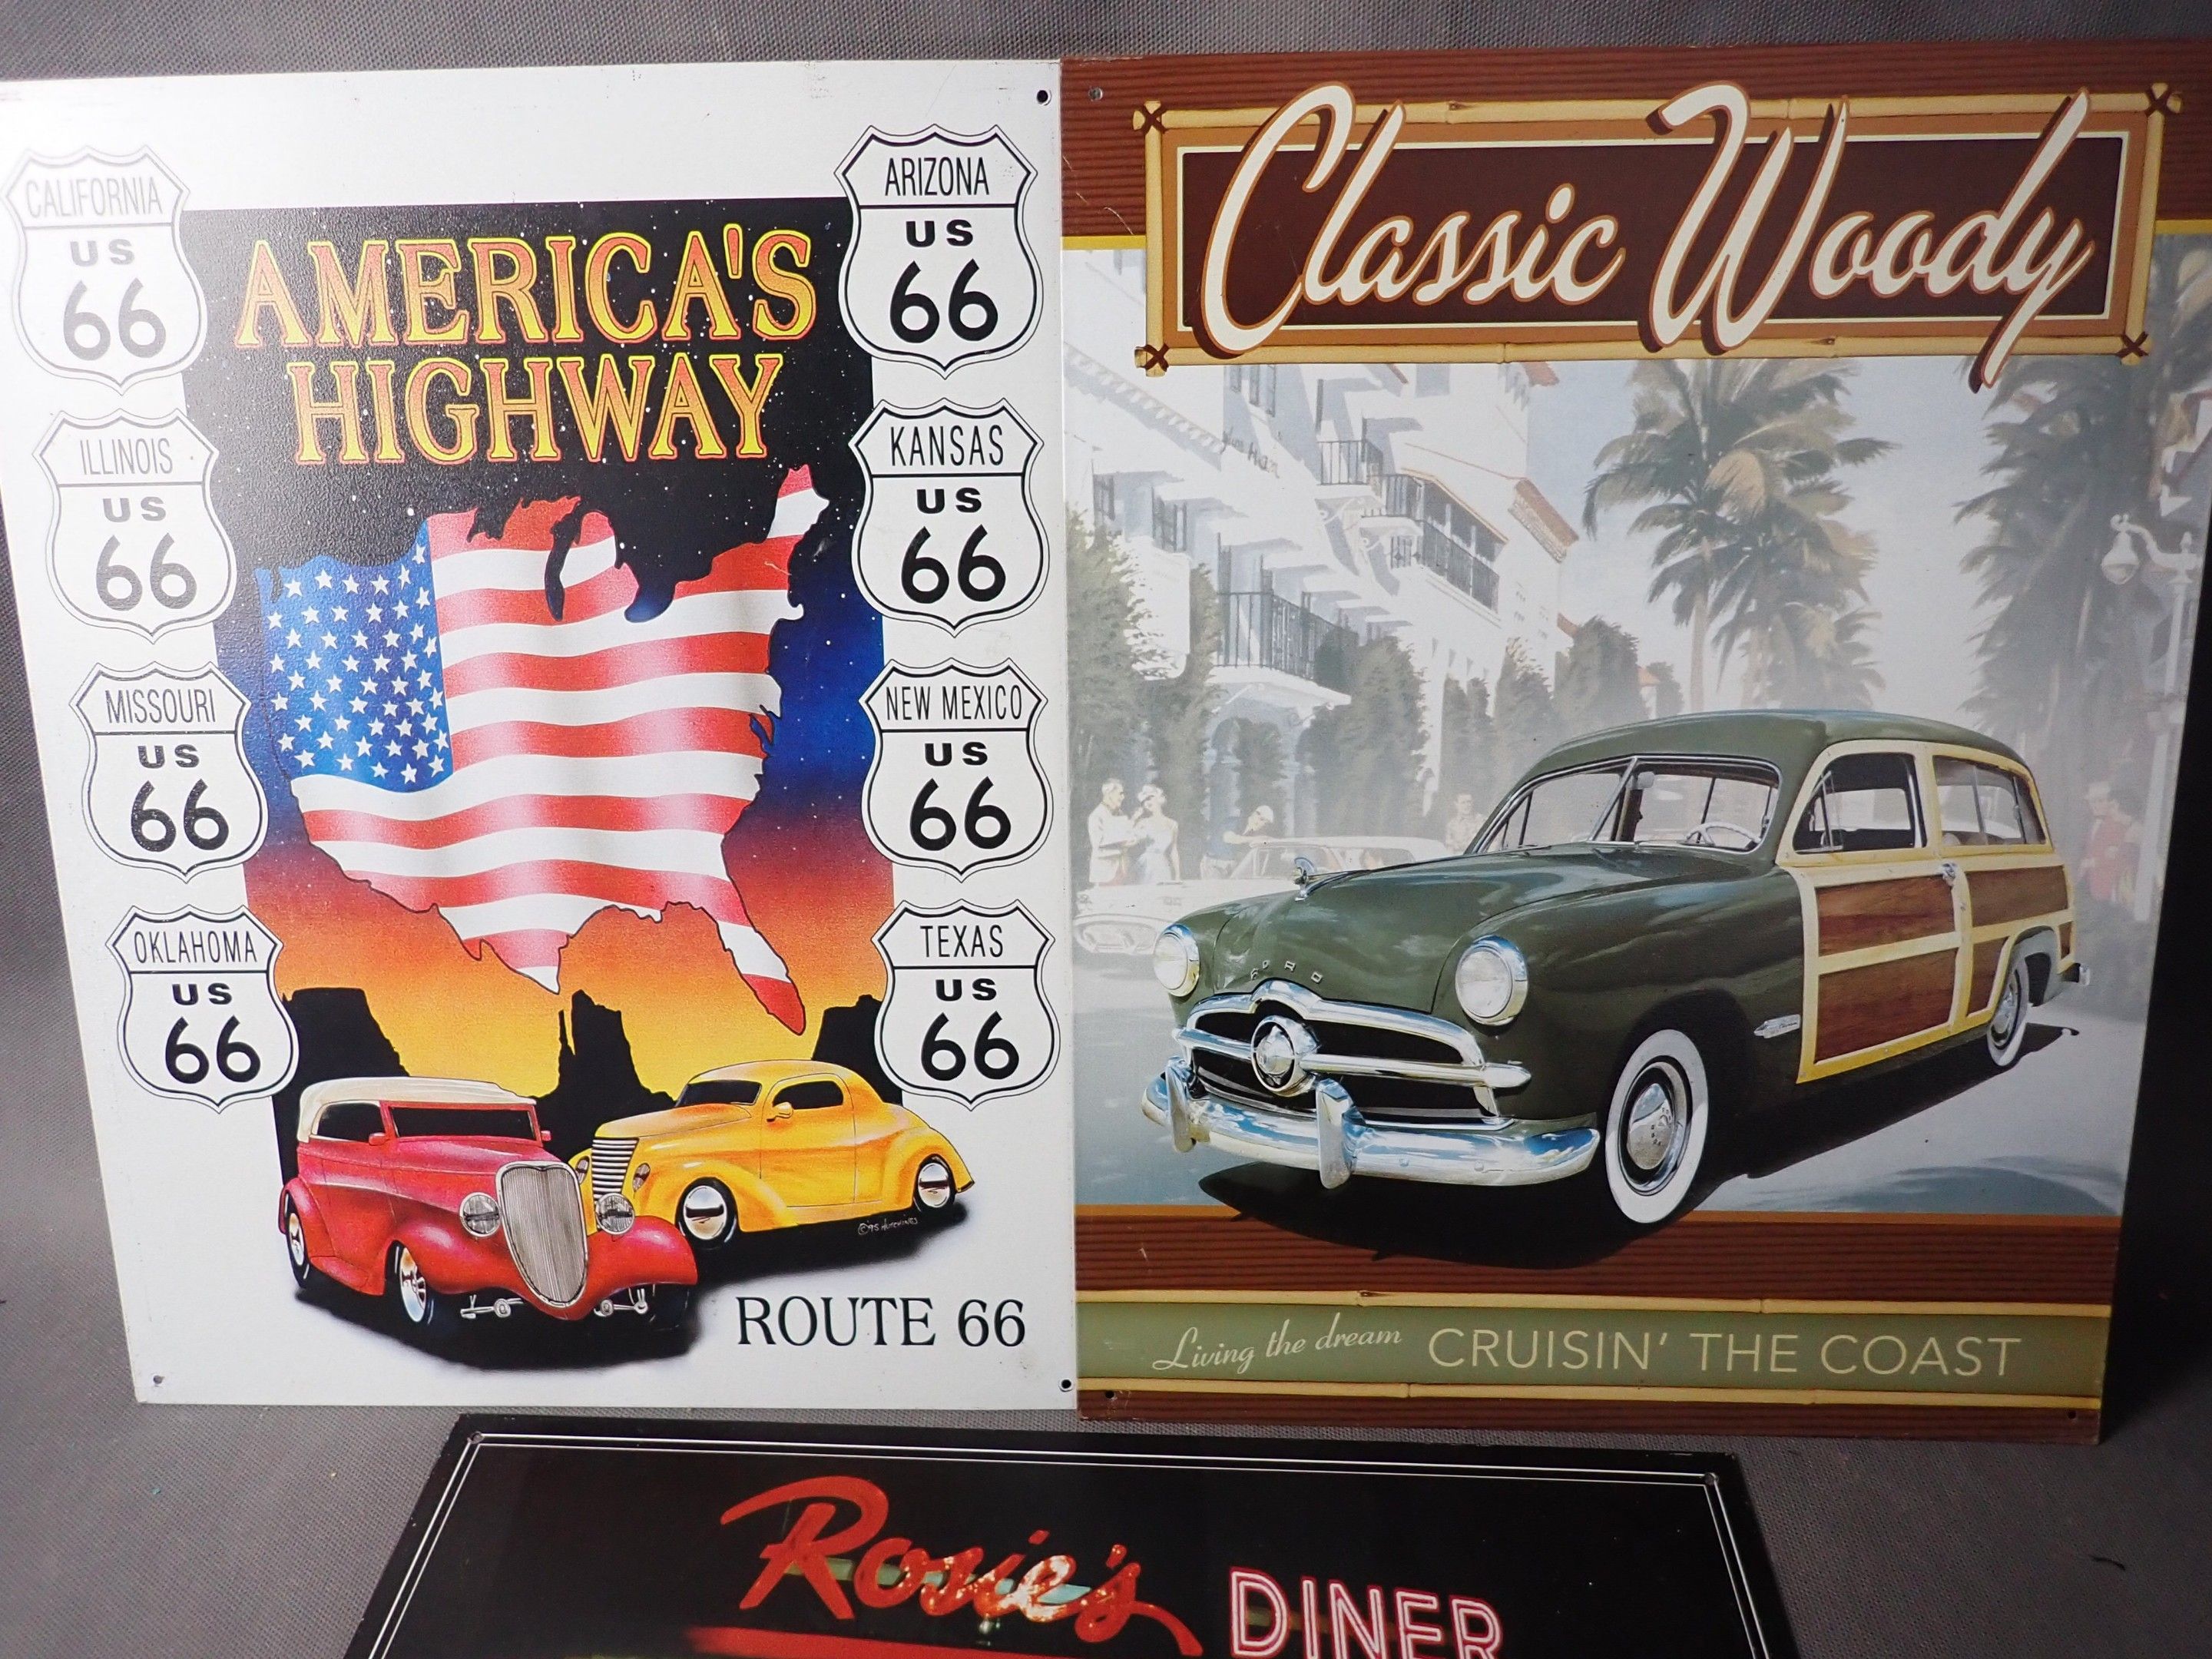 AMERICA'S
HIGHWAY
CALIFORNIA
US
66
ILLINOIS
US
66
MISSOURI
US
66
OKLAHOMA
US
66
ARIZONA
US
66
KANSAS
US
66
NEW MEXICO
US
66
TEXAS
US
66
©'95 HUTCHINGS
ROUTE 66
Classic Woody
FORD
Living the dream CRUISIN' THE COAST
Rosie's DINER